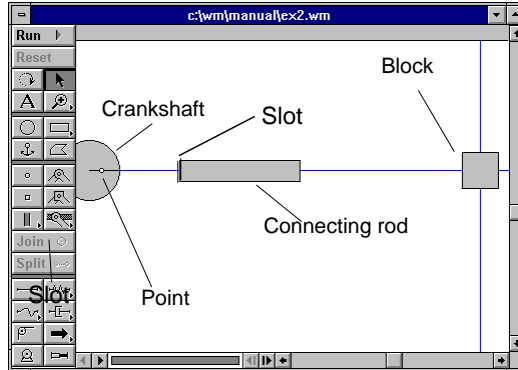 c:\wm\manual\ex2.wm
Run
Reset
Block
A
Crankshaft
Slot
Connecting rod
Join
Split
Slot
Point